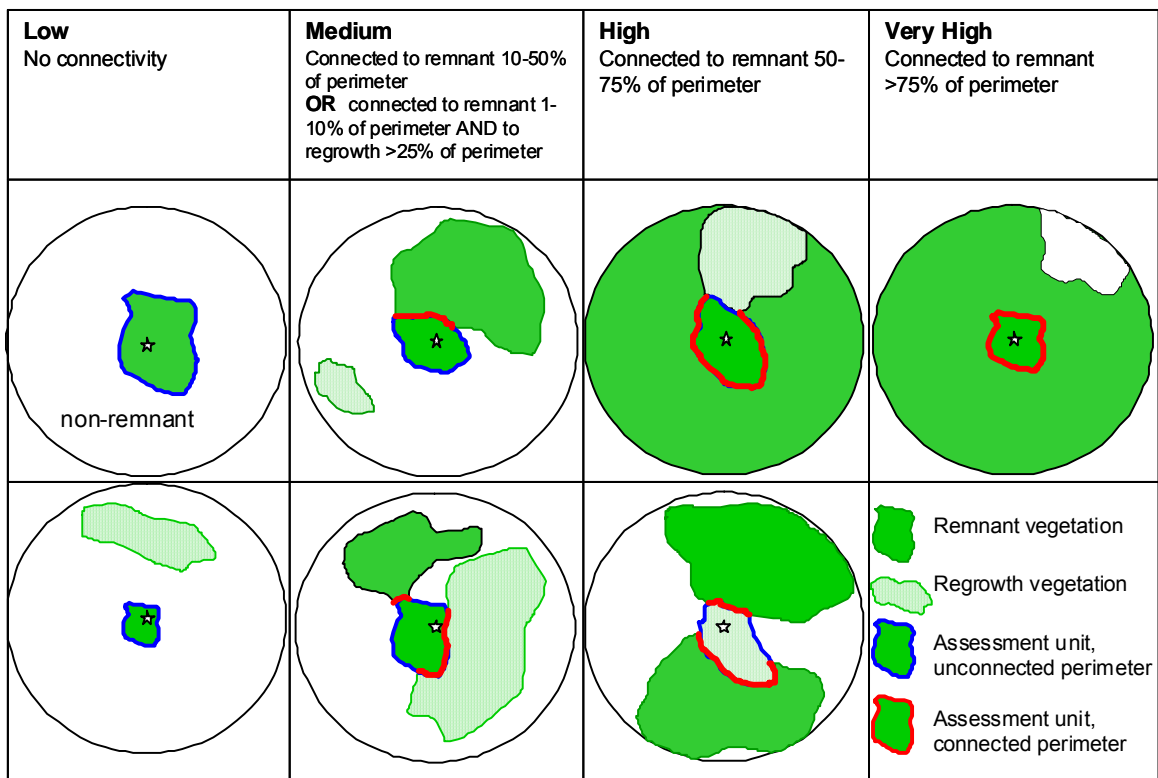 Low
No connectivity
Medium
Connected to remnant 10-50%
of perimeter
OR connected to remnant 1-
10% of perimeter AND to
regrowth >25% of perimeter
High
Connected to remnant 50-
75% of perimeter
Very High
Connected to remnant
>75% of perimeter
non-remnant
Remnant vegetation
Regrowth vegetation
Assessment unit,
unconnected perimeter
Assessment unit,
connected perimeter